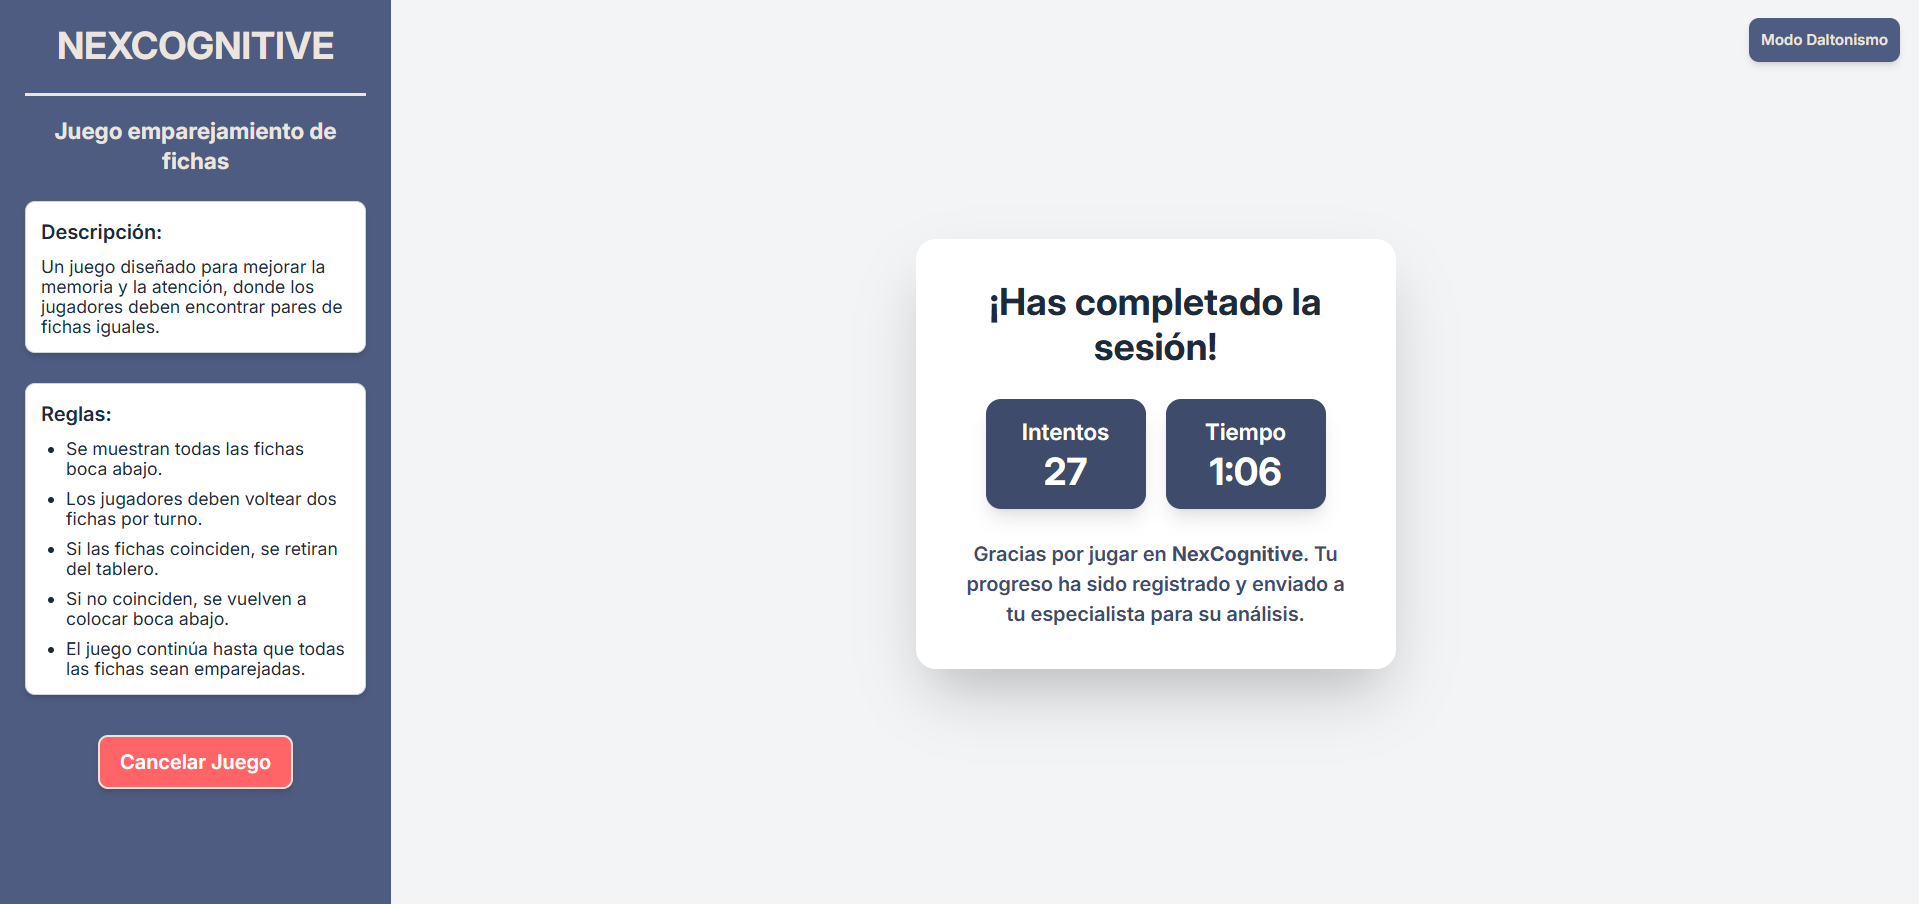 NEXCOGNITIVE
Juego emparejamiento de
fichas
Descripción:
Un juego diseñado para mejorar la
memoria y la atención, donde los
jugadores deben encontrar pares de
fichas iguales.
Reglas:
Se muestran todas las fichas
boca abajo.
Los jugadores deben voltear dos
fichas por turno.
Si las fichas coinciden, se retiran
del tablero.
Si no coinciden, se vuelven a
colocar boca abajo.
El juego continúa hasta que todas
las fichas sean emparejadas.
Cancelar Juego
Modo Daltonismo
¡Has completado la
sesión!
Intentos
27
Tiempo
1:06
Gracias por jugar en NexCognitive. Tu
progreso ha sido registrado y enviado a
tu especialista para su análisis.